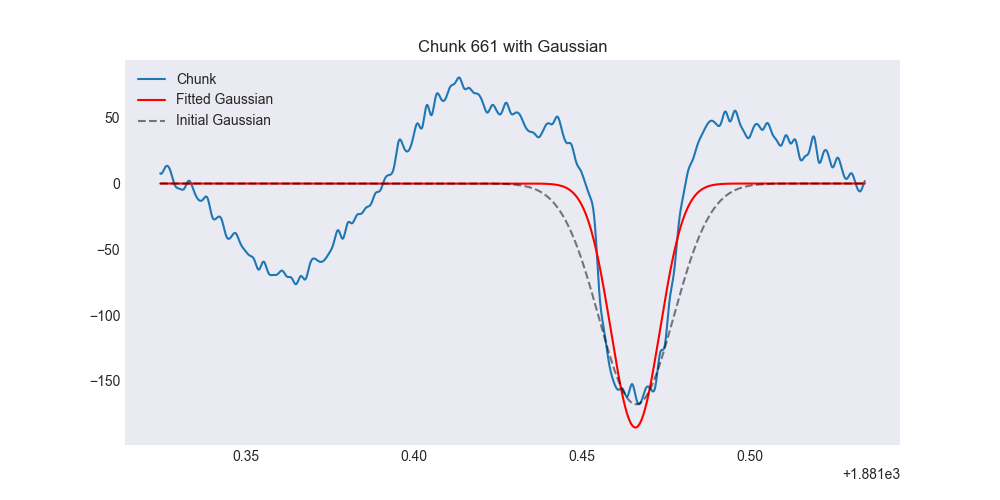 Chunk 661 with Gaussian
Chunk
Fitted Gaussian
Initial Gaussian
50
0
−50
−100
−150
0.35 0.40 0.45 0.50
+1.881e3